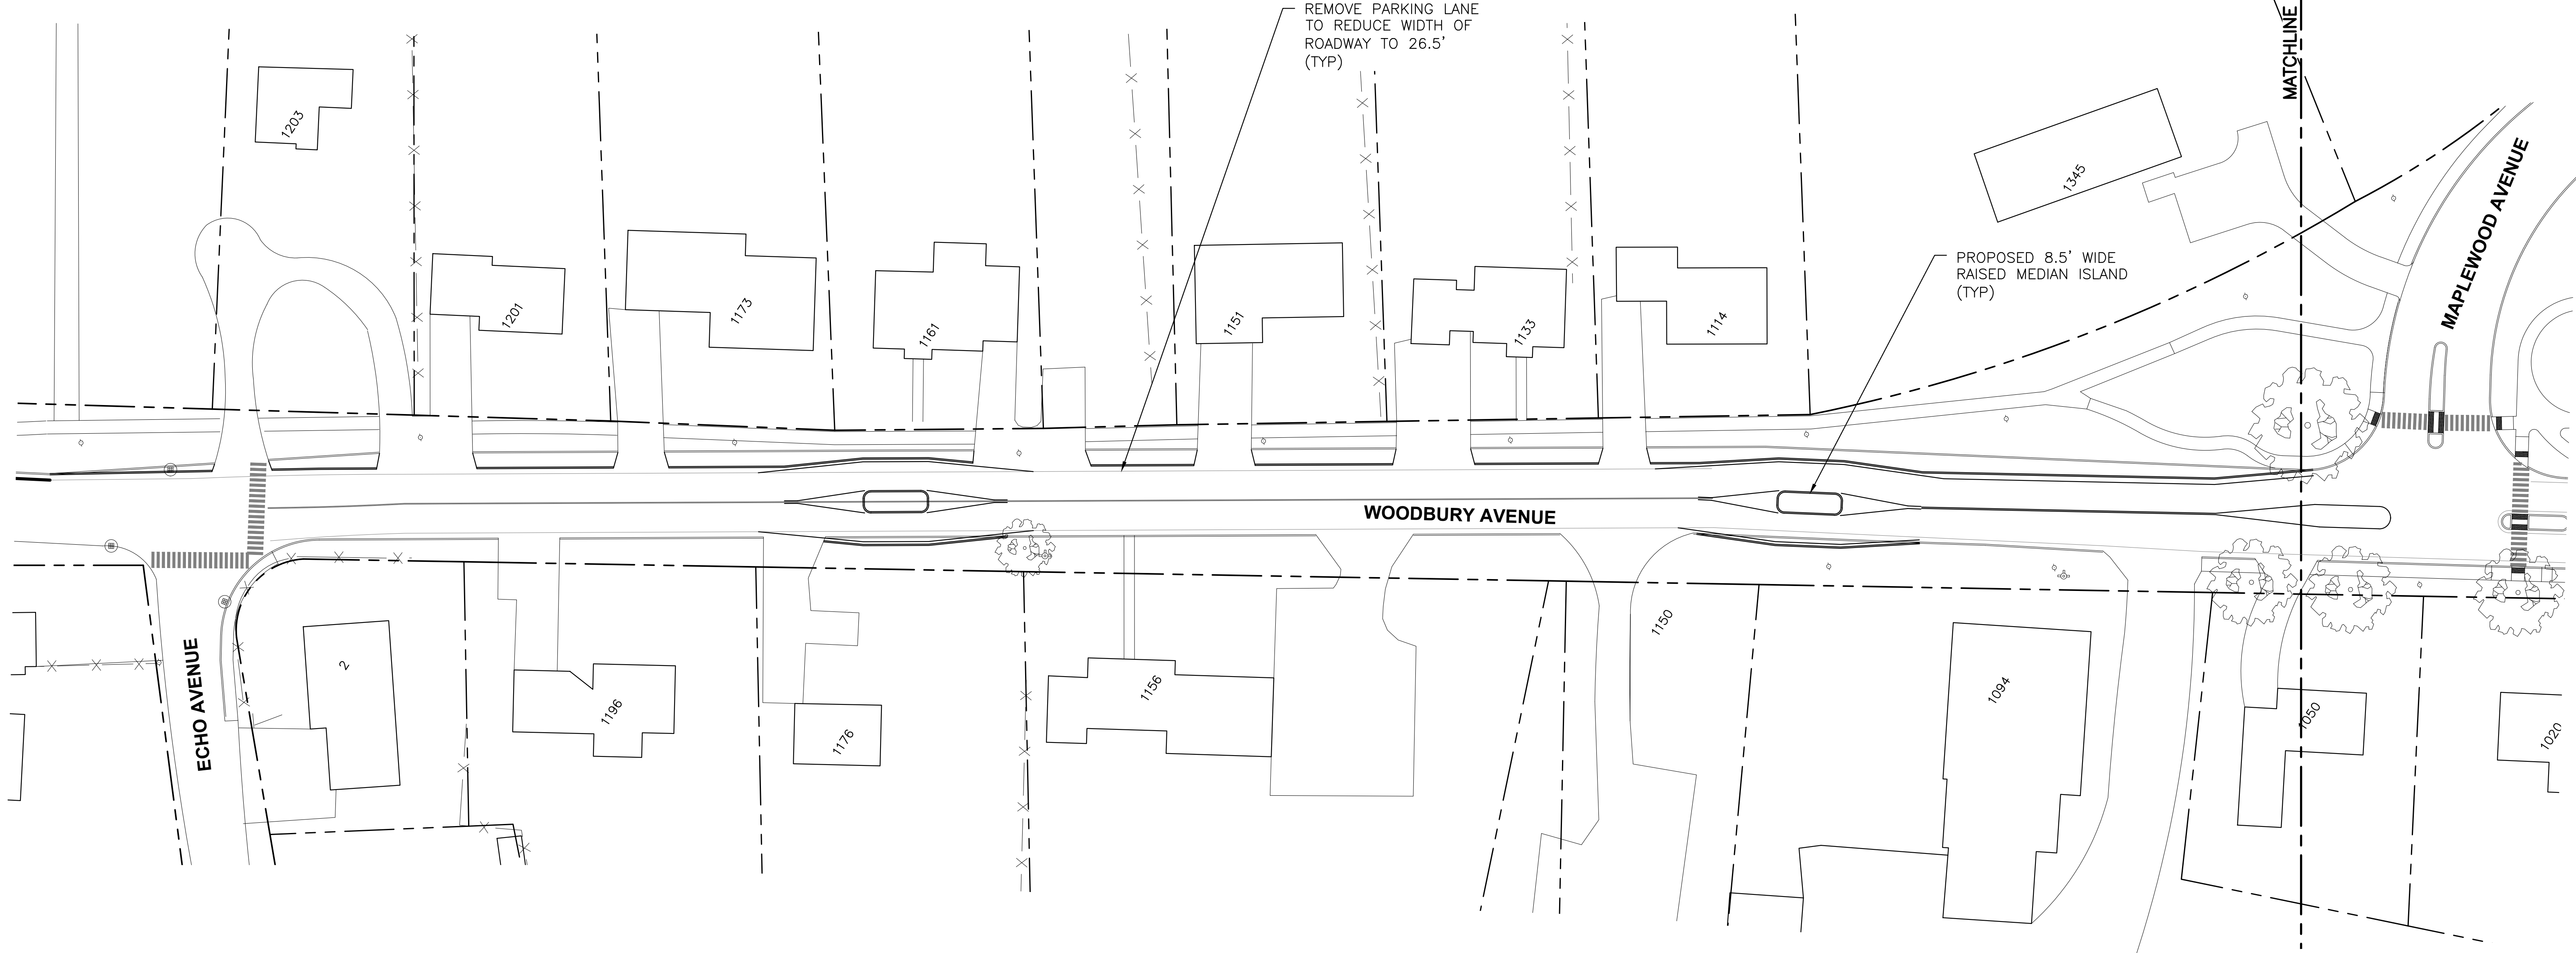 REMOVE PARKING LANE
TO REDUCE WIDTH OF
ROADWAY TO 26.5'
(TYP)
MATCHLINE
1203
1345
MAPLEWOOD AVENUE
PROPOSED 8.5' WIDE
RAISED MEDIAN ISLAND
(TYP)
1201
1173
1161
1151
1133
1114
WOODBURY AVENUE
ECHO AVENUE
2
1196
1176
1156
1150
1094
1050
1020